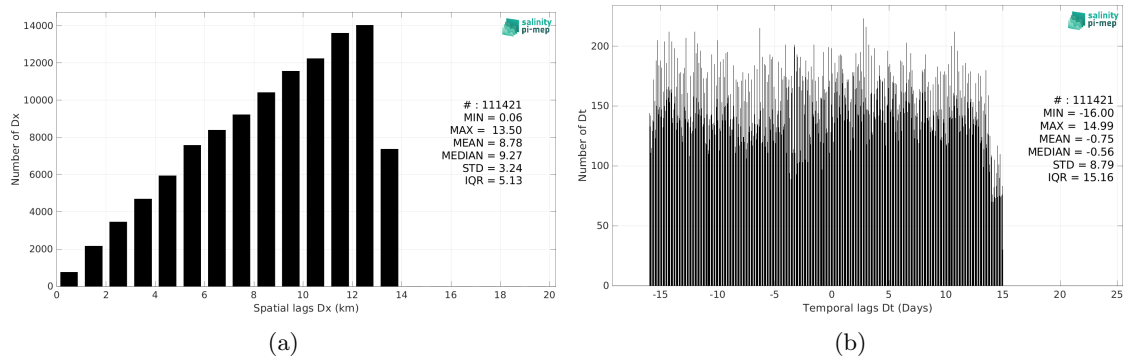 14000
12000
10000
8000
6000
4000
2000
0
Number of Dx
0 2 4 6 8 10 12 14 16 18 20
Spatial lags Dx (km)
salinity
pi-mep
# : 111421
MIN = 0.06
MAX = 13.50
MEAN = 8.78
MEDIAN = 9.27
STD = 3.24
IQR = 5.13
(a)
200
150
100
50
0
Number of Dt
-15 -10 -5 0 5 10 15 20 25
Temporal lags Dt (Days)
salinity
pi-mep
# : 111421
MIN = -16.00
MAX = 14.99
MEAN = -0.75
MEDIAN = -0.56
STD = 8.79
IQR = 15.16
(b)